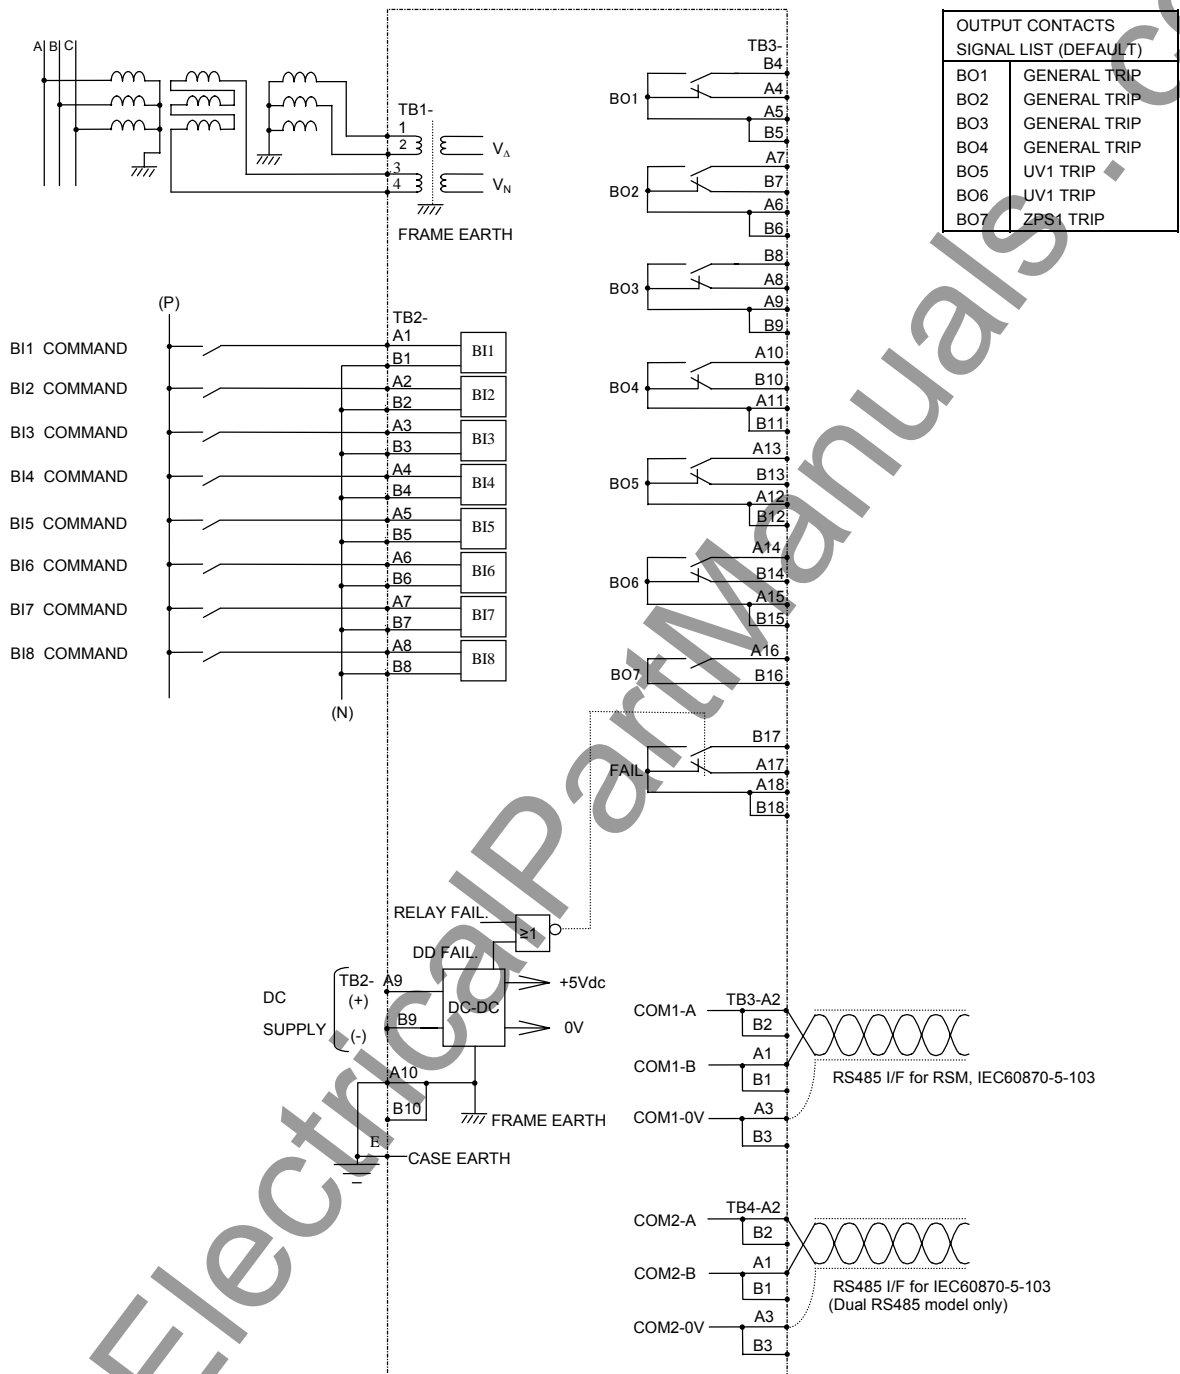 OUTPUT CONTACTS
SIGNAL LIST (DEFAULT)
BO1 GENERAL TRIP
BO2 GENERAL TRIP
BO3 GENERAL TRIP
BO4 GENERAL TRIP
BO5 UV1 TRIP
BO6 UV1 TRIP
BO7 ZPS1 TRIP
A B C
TB1-
1
2
3
4
VΔ
VN
FRAME EARTH
(P)
TB2-
BI1 COMMAND A1 B1 BI1
BI2 COMMAND A2 B2 BI2
BI3 COMMAND A3 B3 BI3
BI4 COMMAND A4 B4 BI4
BI5 COMMAND A5 B5 BI5
BI6 COMMAND A6 B6 BI6
BI7 COMMAND A7 B7 BI7
BI8 COMMAND A8 B8 BI8
(N)
TB3-
BO1 B4 A4 A5 B5
BO2 A7 B7 A6 B6
BO3 B8 A8 A9 B9
BO4 A10 B10 A11 B11
BO5 A13 B13 A12 B12
BO6 A14 B14 A15 B15
BO7 A16 B16
FAIL B17 A17 A18 B18
RELAY FAIL.
≥1
DD FAIL.
DC SUPPLY
TB2- A9
(+)
B9
(-)
DC-DC
+5Vdc
0V
A10
B10
FRAME EARTH
E
CASE EARTH
COM1-A TB3-A2
B2
COM1-B A1
B1
RS485 I/F for RSM, IEC60870-5-103
COM1-0V A3
B3
COM2-A TB4-A2
B2
COM2-B A1
B1
RS485 I/F for IEC60870-5-103
(Dual RS485 model only)
COM2-0V A3
B3
ElectricalPartManuals . co